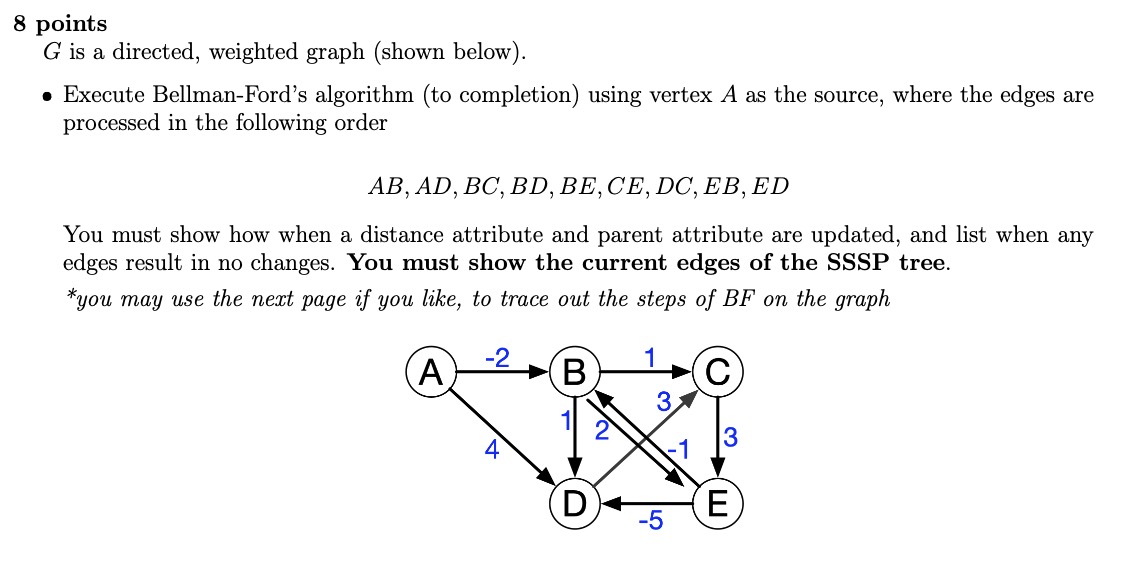 8 points
G is a directed, weighted graph (shown below).
• Execute Bellman-Ford's algorithm (to completion) using vertex A as the source, where the edges are
processed in the following order
AB, AD, BC, BD, BE, CE, DC, EB, ED
You must show how when a distance attribute and parent attribute are updated, and list when any
edges result in no changes. You must show the current edges of the SSSP tree.
*you may use the next page if you like, to trace out the steps of BF on the graph
-2
1
A
B
C
3
1
2
3
4
-1
D
E
-5